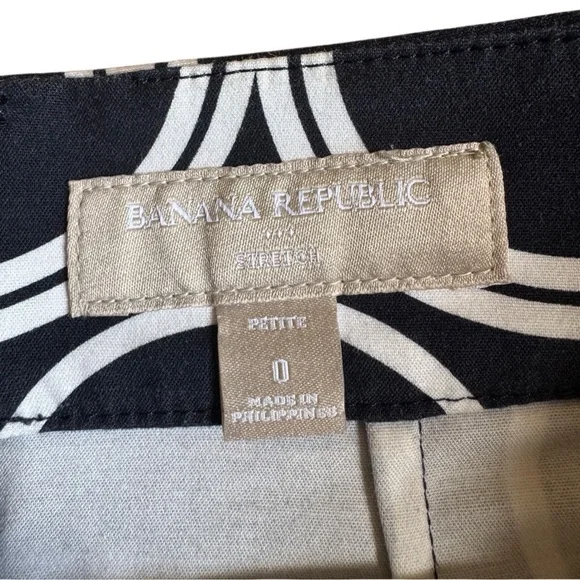 BANANA REPUBLIC
STRETCH
PETITE
0
MADE IN
PHILIPPINES